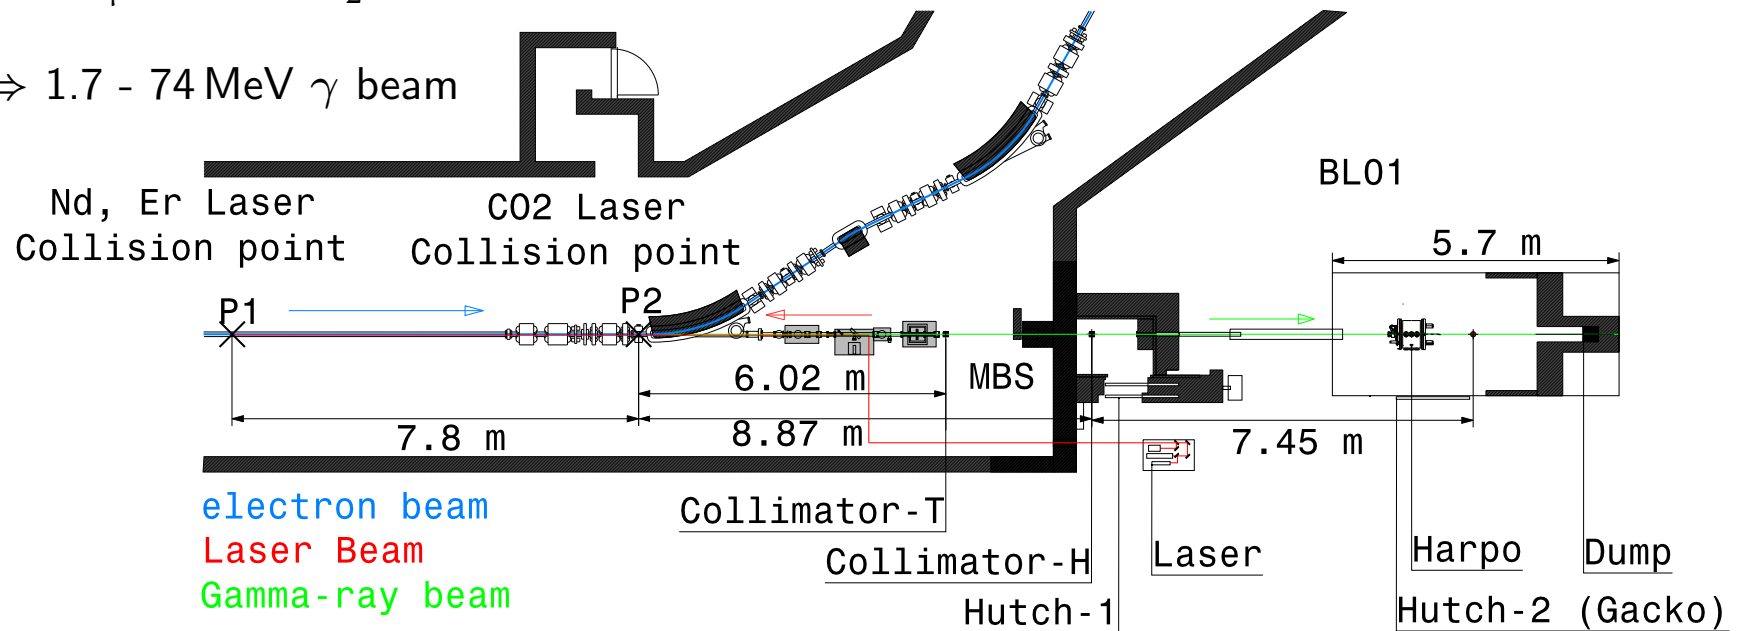 ⇒ 1.7 - 74 MeV γ beam
BL01
Nd, Er Laser
Collision point
CO2 Laser
Collision point
5.7 m
P1
P2
6.02 m
MBS
7.8 m
8.87 m
7.45 m
electron beam
Laser Beam
Gamma-ray beam
Collimator-T
Collimator-H
Hutch-1
Laser
Harpo
Dump
Hutch-2 (Gacko)